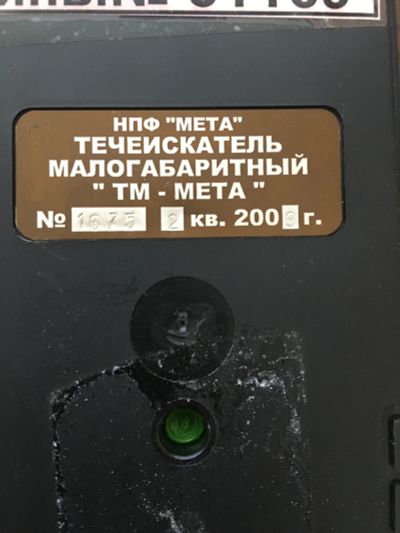 НПФ "МЕТА"
ТЕЧЕИСКАТЕЛЬ
МАЛОГАБАРИТНЫЙ
" ТМ - МЕТА "
№ 1675 2 кв. 2009 г.